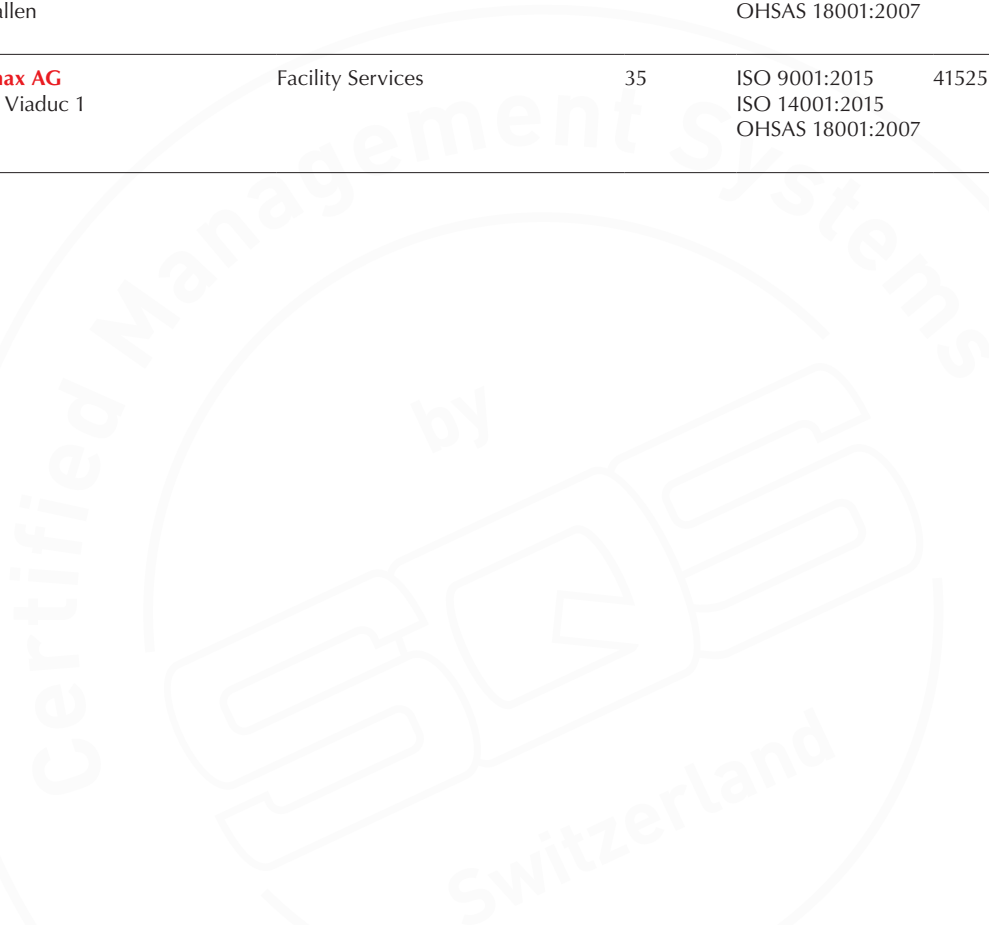 allen OHSAS 18001:2007
nax AG Facility Services 35 ISO 9001:2015 41525
Viaduc 1 ISO 14001:2015
OHSAS 18001:2007
Certified Management Systems
by
SQS
Switzerland